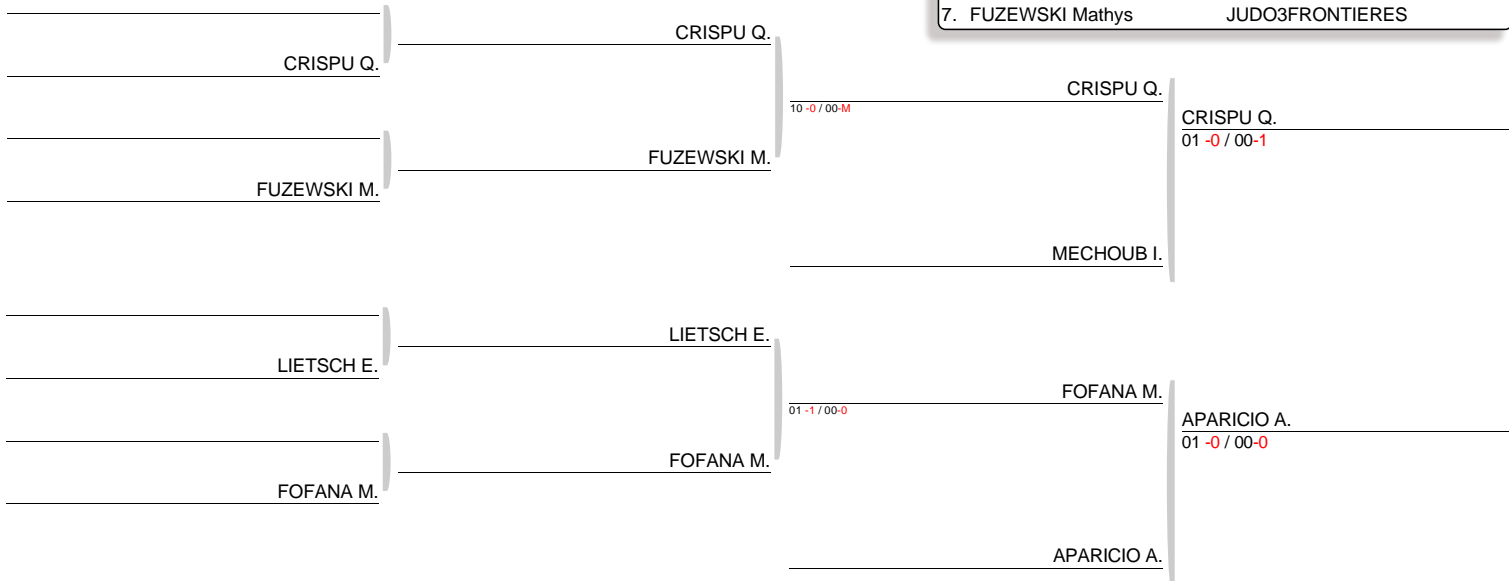 7. FUZEWSKI Mathys JUDO3FRONTIERES
CRISPU Q.
CRISPU Q.
CRISPU Q.
10 -0 / 00-M
CRISPU Q.
01 -0 / 00-1
FUZEWSKI M.
FUZEWSKI M.
MECHOUB I.
LIETSCH E.
LIETSCH E.
FOFANA M.
01 -1 / 00-0
APARICIO A.
01 -0 / 00-0
FOFANA M.
FOFANA M.
APARICIO A.